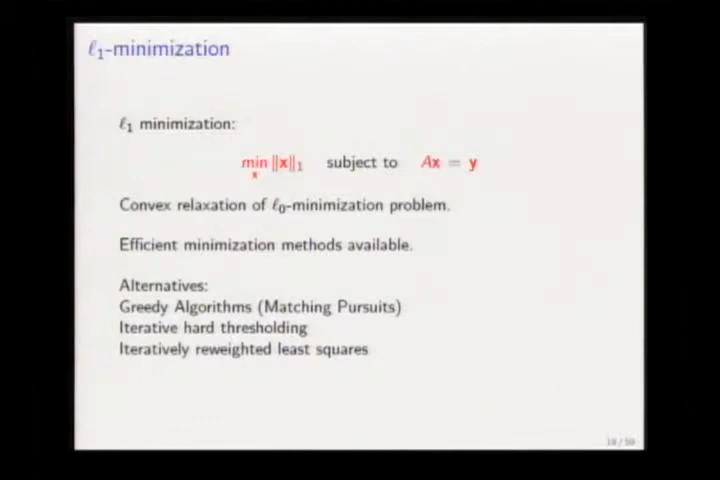 ℓ₁-minimization
ℓ₁ minimization:
min ‖x‖₁ subject to Ax = y
x
Convex relaxation of ℓ₀-minimization problem.
Efficient minimization methods available.
Alternatives:
Greedy Algorithms (Matching Pursuits)
Iterative hard thresholding
Iteratively reweighted least squares